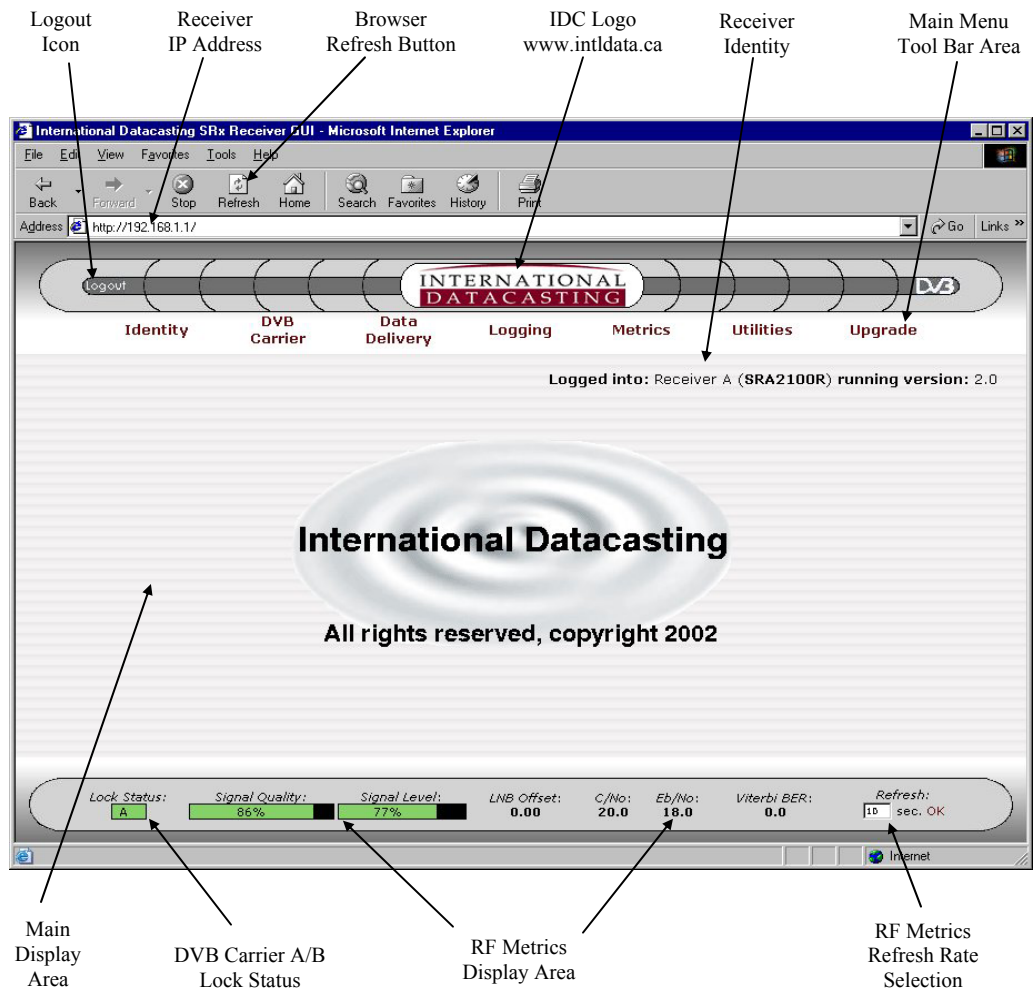 Logout Icon
Receiver IP Address
Browser Refresh Button
IDC Logo www.intldata.ca
Receiver Identity
Main Menu Tool Bar Area
International Datacasting SRx Receiver GUI - Microsoft Internet Explorer
File Edit View Favorites Tools Help
Back Forward Stop Refresh Home Search Favorites History Print
Address http://192.168.1.1/ Go Links »
Logout
INTERNATIONAL
DATACASTING
DVB
Identity
DVB Carrier
Data Delivery
Logging
Metrics
Utilities
Upgrade
Logged into: Receiver A (SRA2100R) running version: 2.0
International Datacasting
All rights reserved, copyright 2002
Lock Status: Signal Quality: Signal Level: LNB Offset: C/No: Eb/No: Viterbi BER: Refresh:
A 86% 77% 0.00 20.0 18.0 0.0 10 sec. OK
Internet
Main Display Area
DVB Carrier A/B Lock Status
RF Metrics Display Area
RF Metrics Refresh Rate Selection